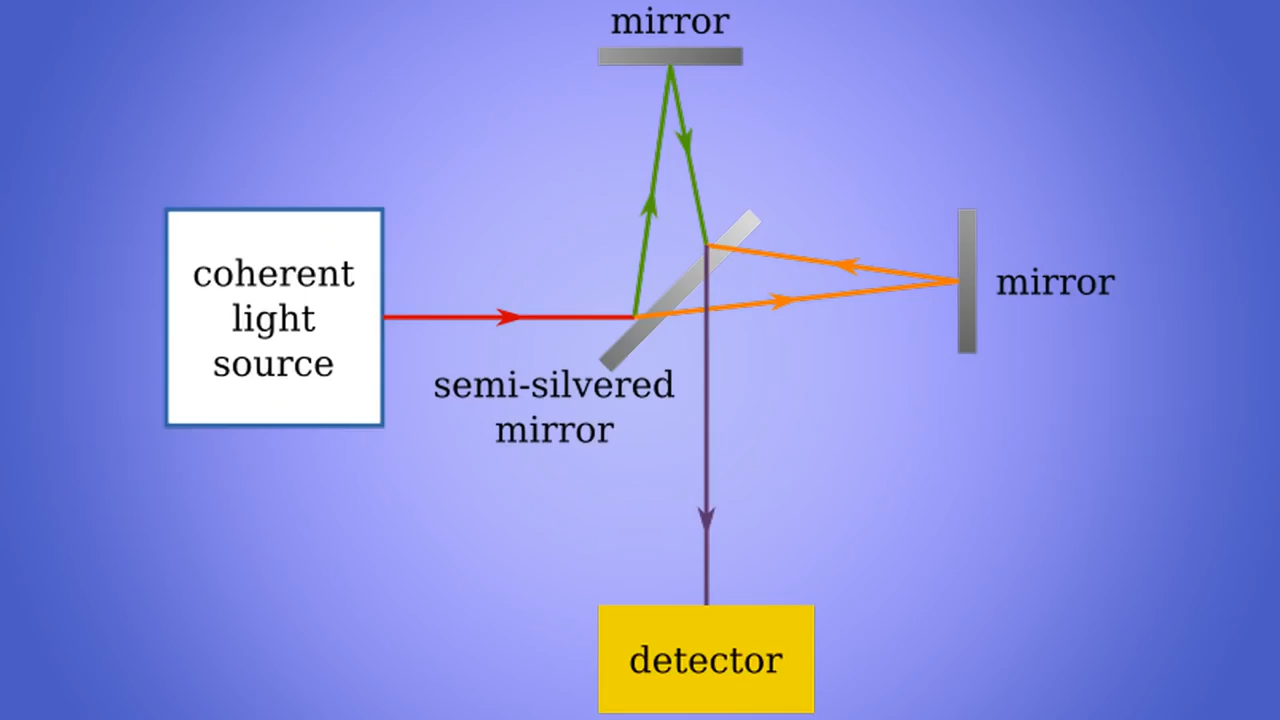 mirror
coherent
light
source
mirror
semi-silvered
mirror
detector